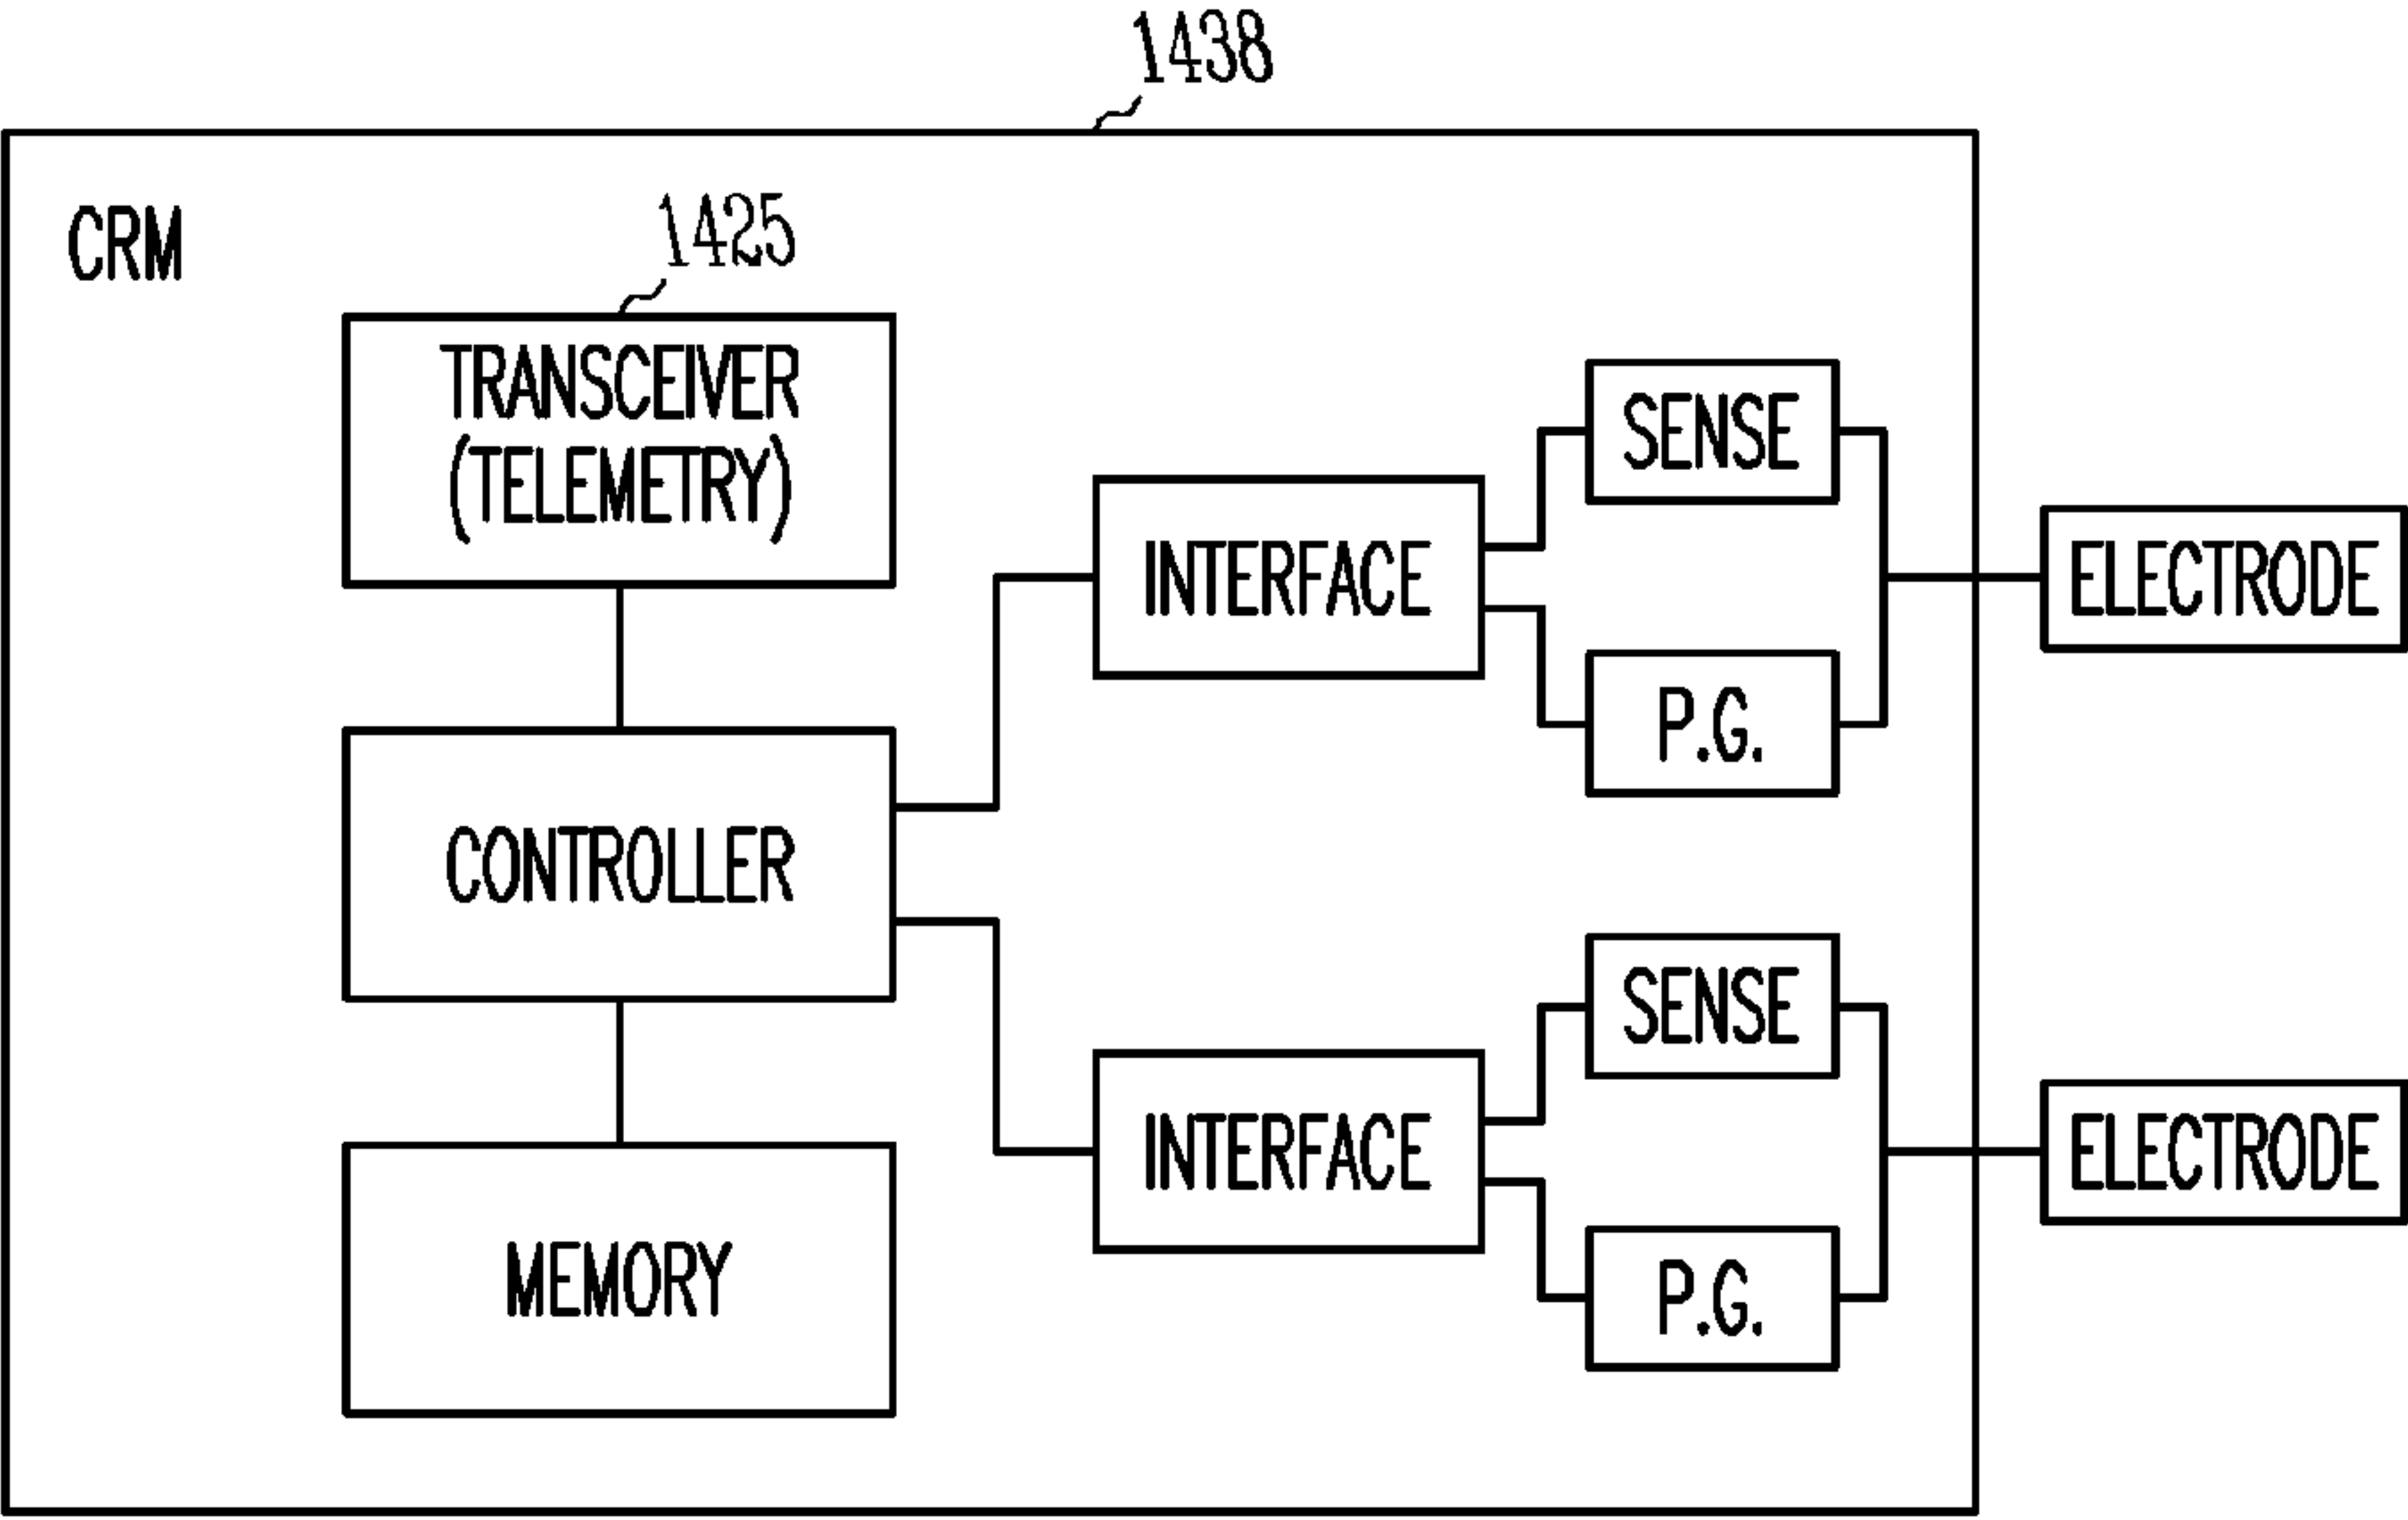 1438
CRM
1425
TRANSCEIVER
(TELEMETRY)
SENSE
INTERFACE
ELECTRODE
P.G.
CONTROLLER
SENSE
INTERFACE
ELECTRODE
P.G.
MEMORY